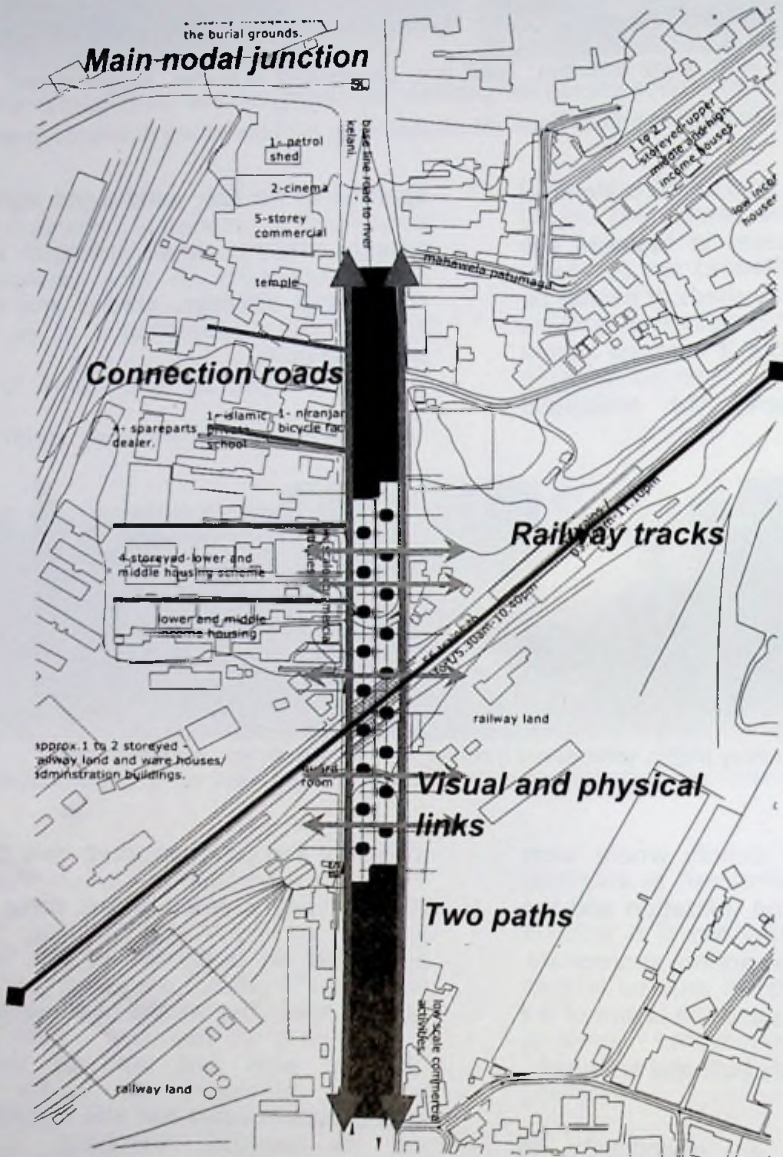 the burial grounds.
Main nodal junction
1- petrol
shed
2-cinema
5-storey
commercial
base line road to river
kelani.
1 to 2
storeyed-upper
middle and high
income houses
low
mahawela patumaga
temple
Connection roads
4- spareparts
dealer.
1- islamic
private
school
1- niranjan
bicycle
Railway tracks
4 storeyed-lower and
middle housing scheme
lower and middle
income housing
railway land
approx.1 to 2 storeyed -
railway land and ware houses/
adminstration buildings.
room
Visual and physical
links
Two paths
low scale commercial
activities.
railway land